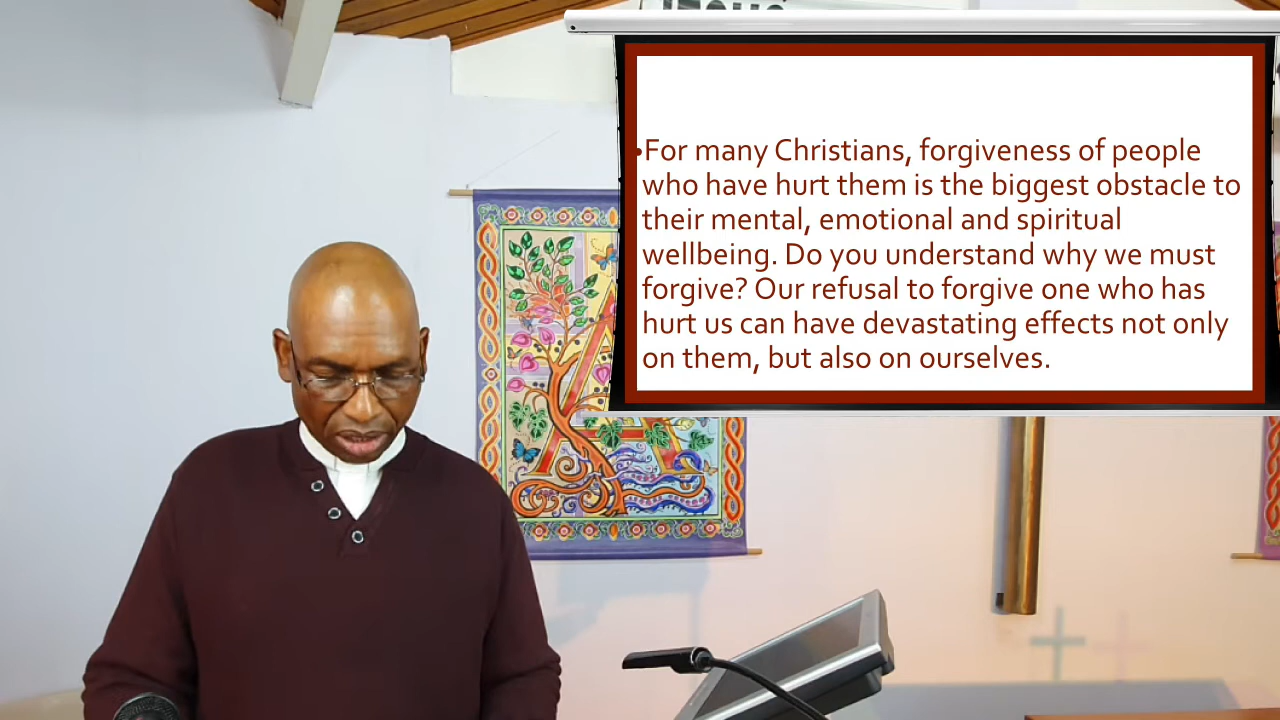 Jesus
•For many Christians, forgiveness of people
who have hurt them is the biggest obstacle to
their mental, emotional and spiritual
wellbeing. Do you understand why we must
forgive? Our refusal to forgive one who has
hurt us can have devastating effects not only
on them, but also on ourselves.